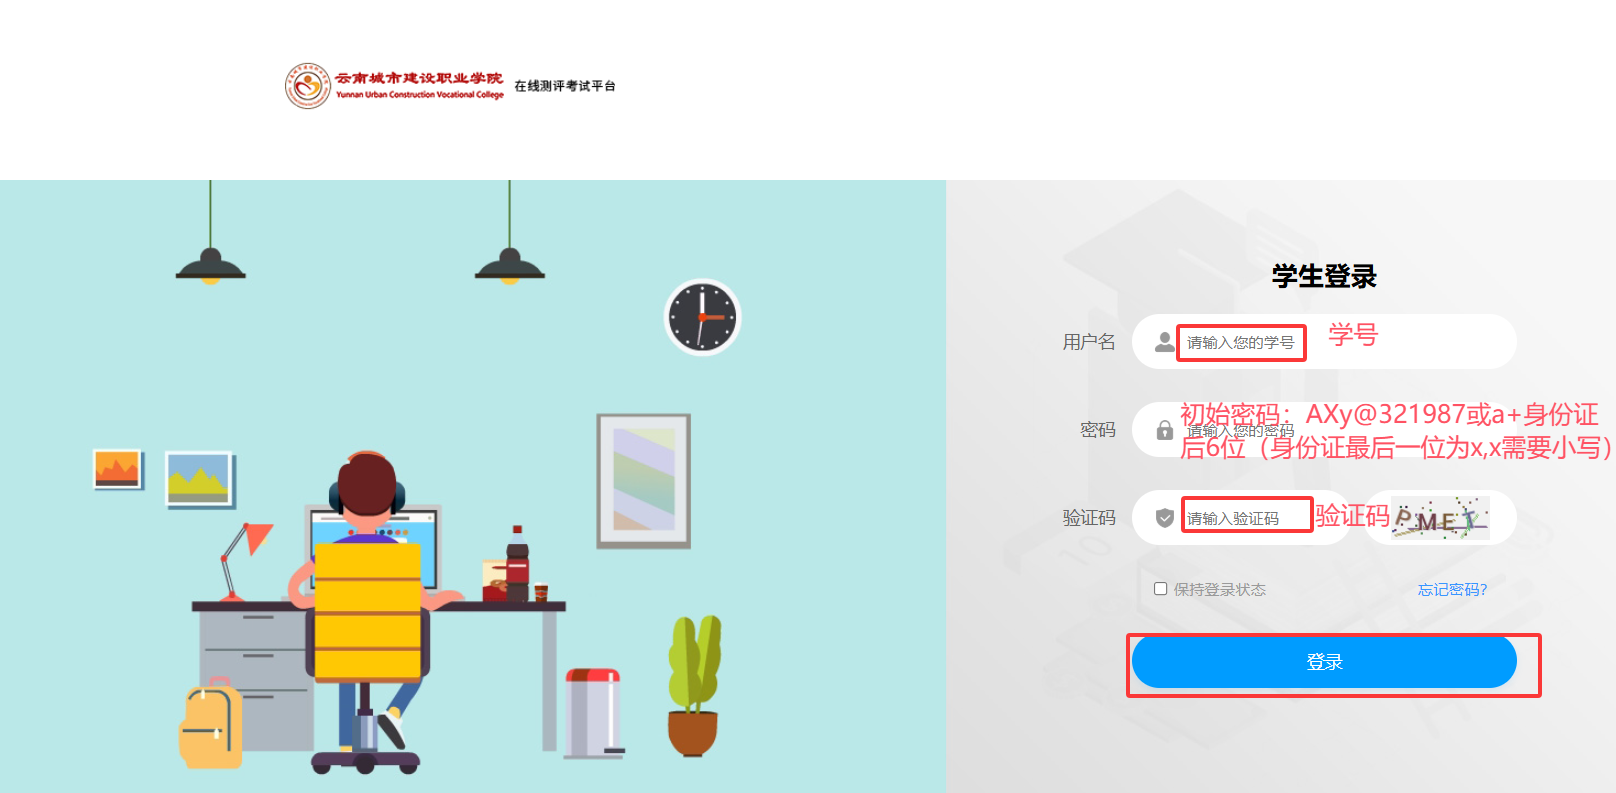 云南城市建设职业学院
Yunnan Urban Construction Vocational College
在线测评考试平台
学生登录
用户名
请输入您的学号
学号
密码
请输入您的密码
初始密码：AXy@321987或a+身份证
后6位（身份证最后一位为x,x需要小写）
验证码
请输入验证码
验证码
PMET
保持登录状态
忘记密码?
登录